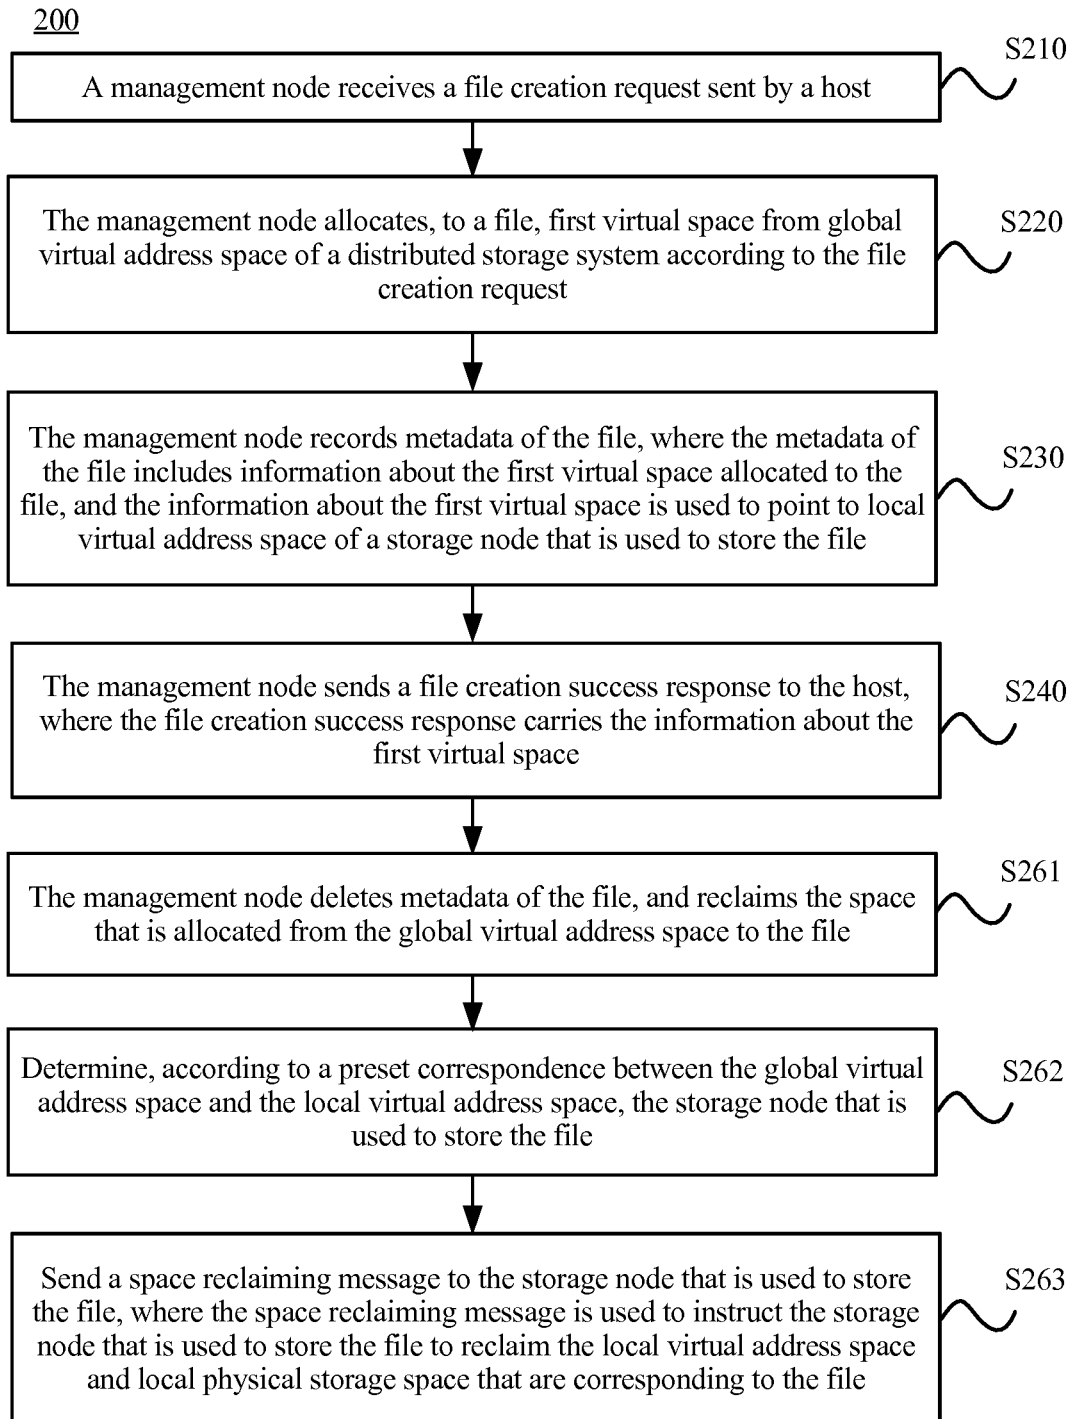 200
S210
A management node receives a file creation request sent by a host
S220
The management node allocates, to a file, first virtual space from global
virtual address space of a distributed storage system according to the file
creation request
S230
The management node records metadata of the file, where the metadata of
the file includes information about the first virtual space allocated to the
file, and the information about the first virtual space is used to point to local
virtual address space of a storage node that is used to store the file
S240
The management node sends a file creation success response to the host,
where the file creation success response carries the information about the
first virtual space
S261
The management node deletes metadata of the file, and reclaims the space
that is allocated from the global virtual address space to the file
S262
Determine, according to a preset correspondence between the global virtual
address space and the local virtual address space, the storage node that is
used to store the file
S263
Send a space reclaiming message to the storage node that is used to store
the file, where the space reclaiming message is used to instruct the storage
node that is used to store the file to reclaim the local virtual address space
and local physical storage space that are corresponding to the file